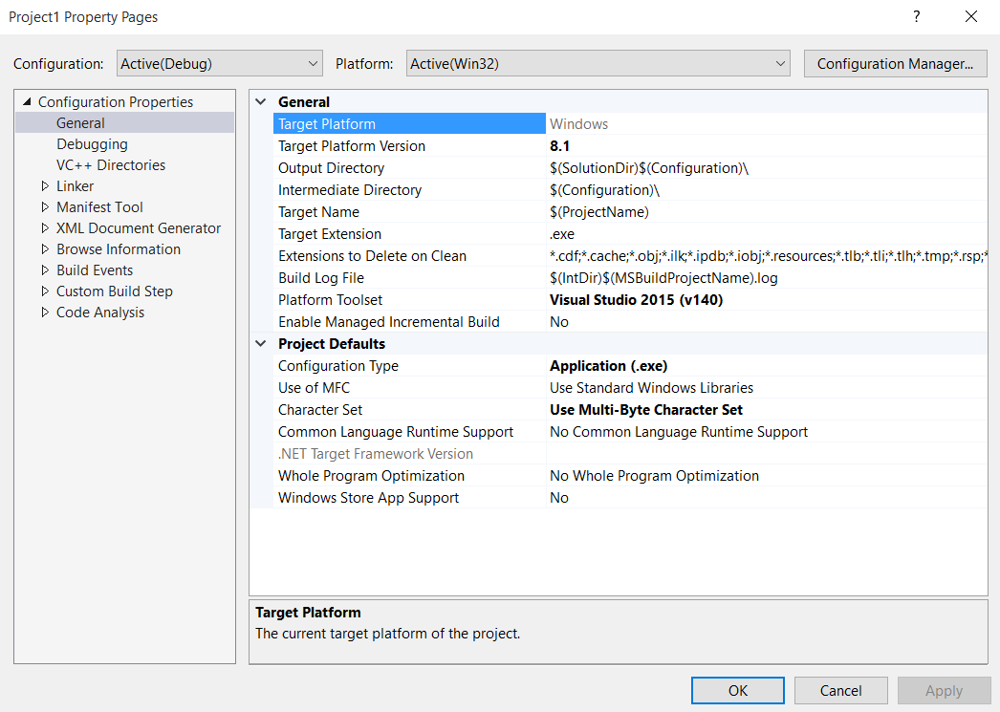 Project1 Property Pages
Configuration: Active(Debug) Platform: Active(Win32) Configuration Manager...
Configuration Properties
General
Debugging
VC++ Directories
Linker
Manifest Tool
XML Document Generator
Browse Information
Build Events
Custom Build Step
Code Analysis
General
Target Platform Windows
Target Platform Version 8.1
Output Directory $(SolutionDir)$(Configuration)\
Intermediate Directory $(Configuration)\
Target Name $(ProjectName)
Target Extension .exe
Extensions to Delete on Clean *.cdf;*.cache;*.obj;*.ilk;*.ipdb;*.iobj;*.resources;*.tlb;*.tli;*.tlh;*.tmp;*.rsp;*
Build Log File $(IntDir)$(MSBuildProjectName).log
Platform Toolset Visual Studio 2015 (v140)
Enable Managed Incremental Build No
Project Defaults
Configuration Type Application (.exe)
Use of MFC Use Standard Windows Libraries
Character Set Use Multi-Byte Character Set
Common Language Runtime Support No Common Language Runtime Support
.NET Target Framework Version
Whole Program Optimization No Whole Program Optimization
Windows Store App Support No
Target Platform
The current target platform of the project.
OK Cancel Apply